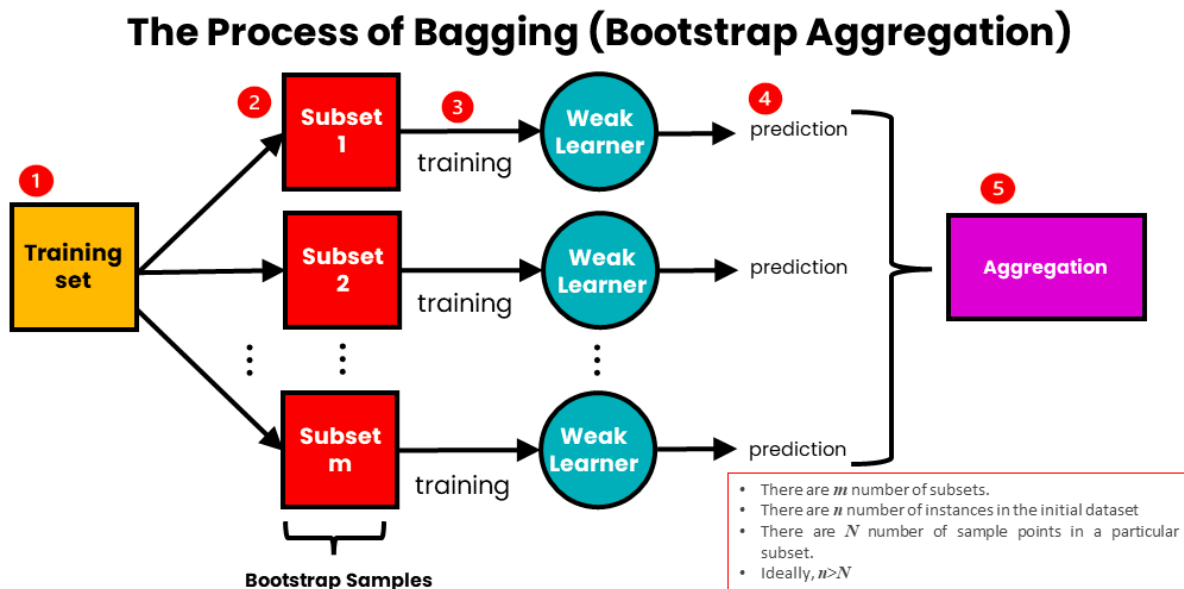 The Process of Bagging (Bootstrap Aggregation)
1
Training
set
2
Subset
1
3
training
Weak
Learner
4
prediction
Subset
2
training
Weak
Learner
prediction
Subset
m
training
Weak
Learner
prediction
5
Aggregation
Bootstrap Samples
• There are m number of subsets.
• There are n number of instances in the initial dataset
• There are N number of sample points in a particular
subset.
• Ideally, n>N